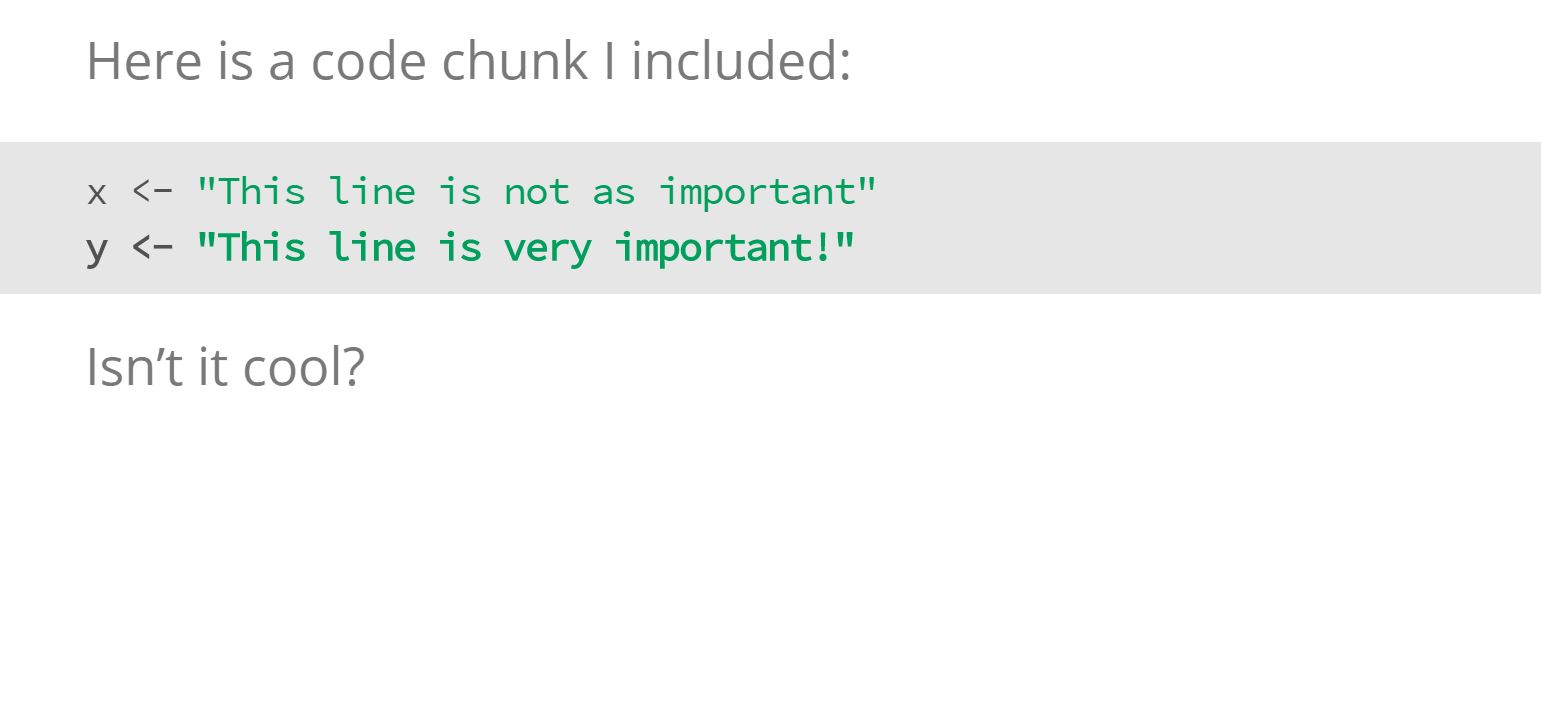 Here is a code chunk I included:
x <- "This line is not as important"
y <- "This line is very important!"
Isn’t it cool?